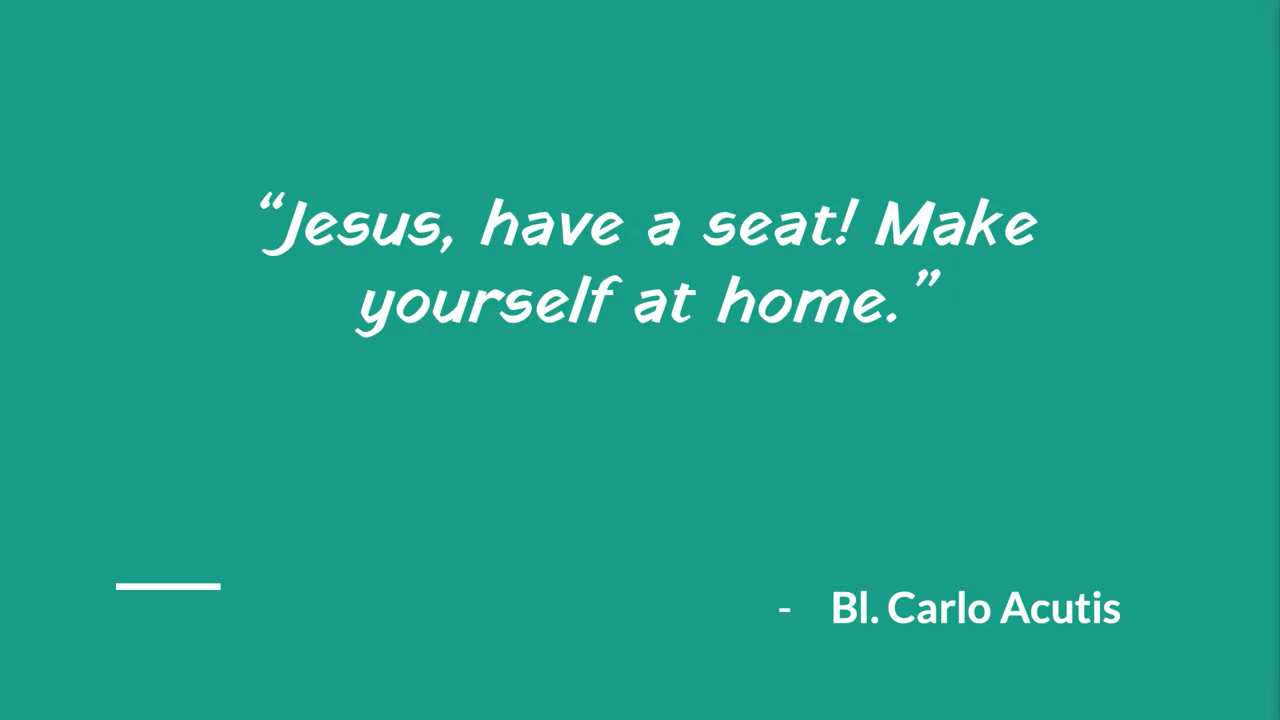 “Jesus, have a seat! Make
yourself at home.”
- Bl. Carlo Acutis